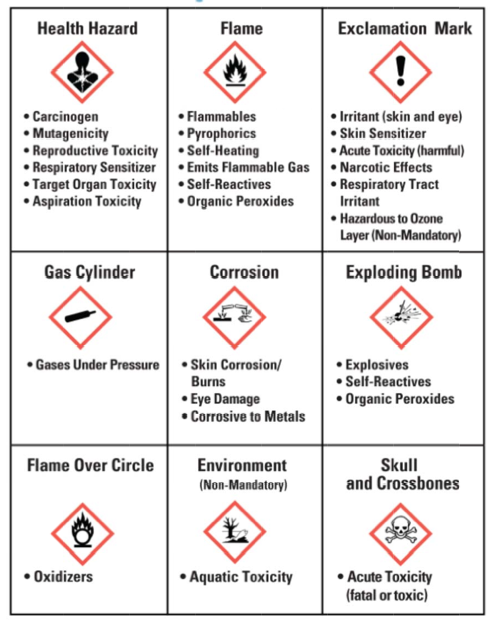 Health Hazard
• Carcinogen
• Mutagenicity
• Reproductive Toxicity
• Respiratory Sensitizer
• Target Organ Toxicity
• Aspiration Toxicity
Flame
• Flammables
• Pyrophorics
• Self-Heating
• Emits Flammable Gas
• Self-Reactives
• Organic Peroxides
Exclamation Mark
• Irritant (skin and eye)
• Skin Sensitizer
• Acute Toxicity (harmful)
• Narcotic Effects
• Respiratory Tract
Irritant
• Hazardous to Ozone
Layer (Non-Mandatory)
Gas Cylinder
• Gases Under Pressure
Corrosion
• Skin Corrosion/
Burns
• Eye Damage
• Corrosive to Metals
Exploding Bomb
• Explosives
• Self-Reactives
• Organic Peroxides
Flame Over Circle
• Oxidizers
Environment
(Non-Mandatory)
• Aquatic Toxicity
Skull
and Crossbones
• Acute Toxicity
(fatal or toxic)